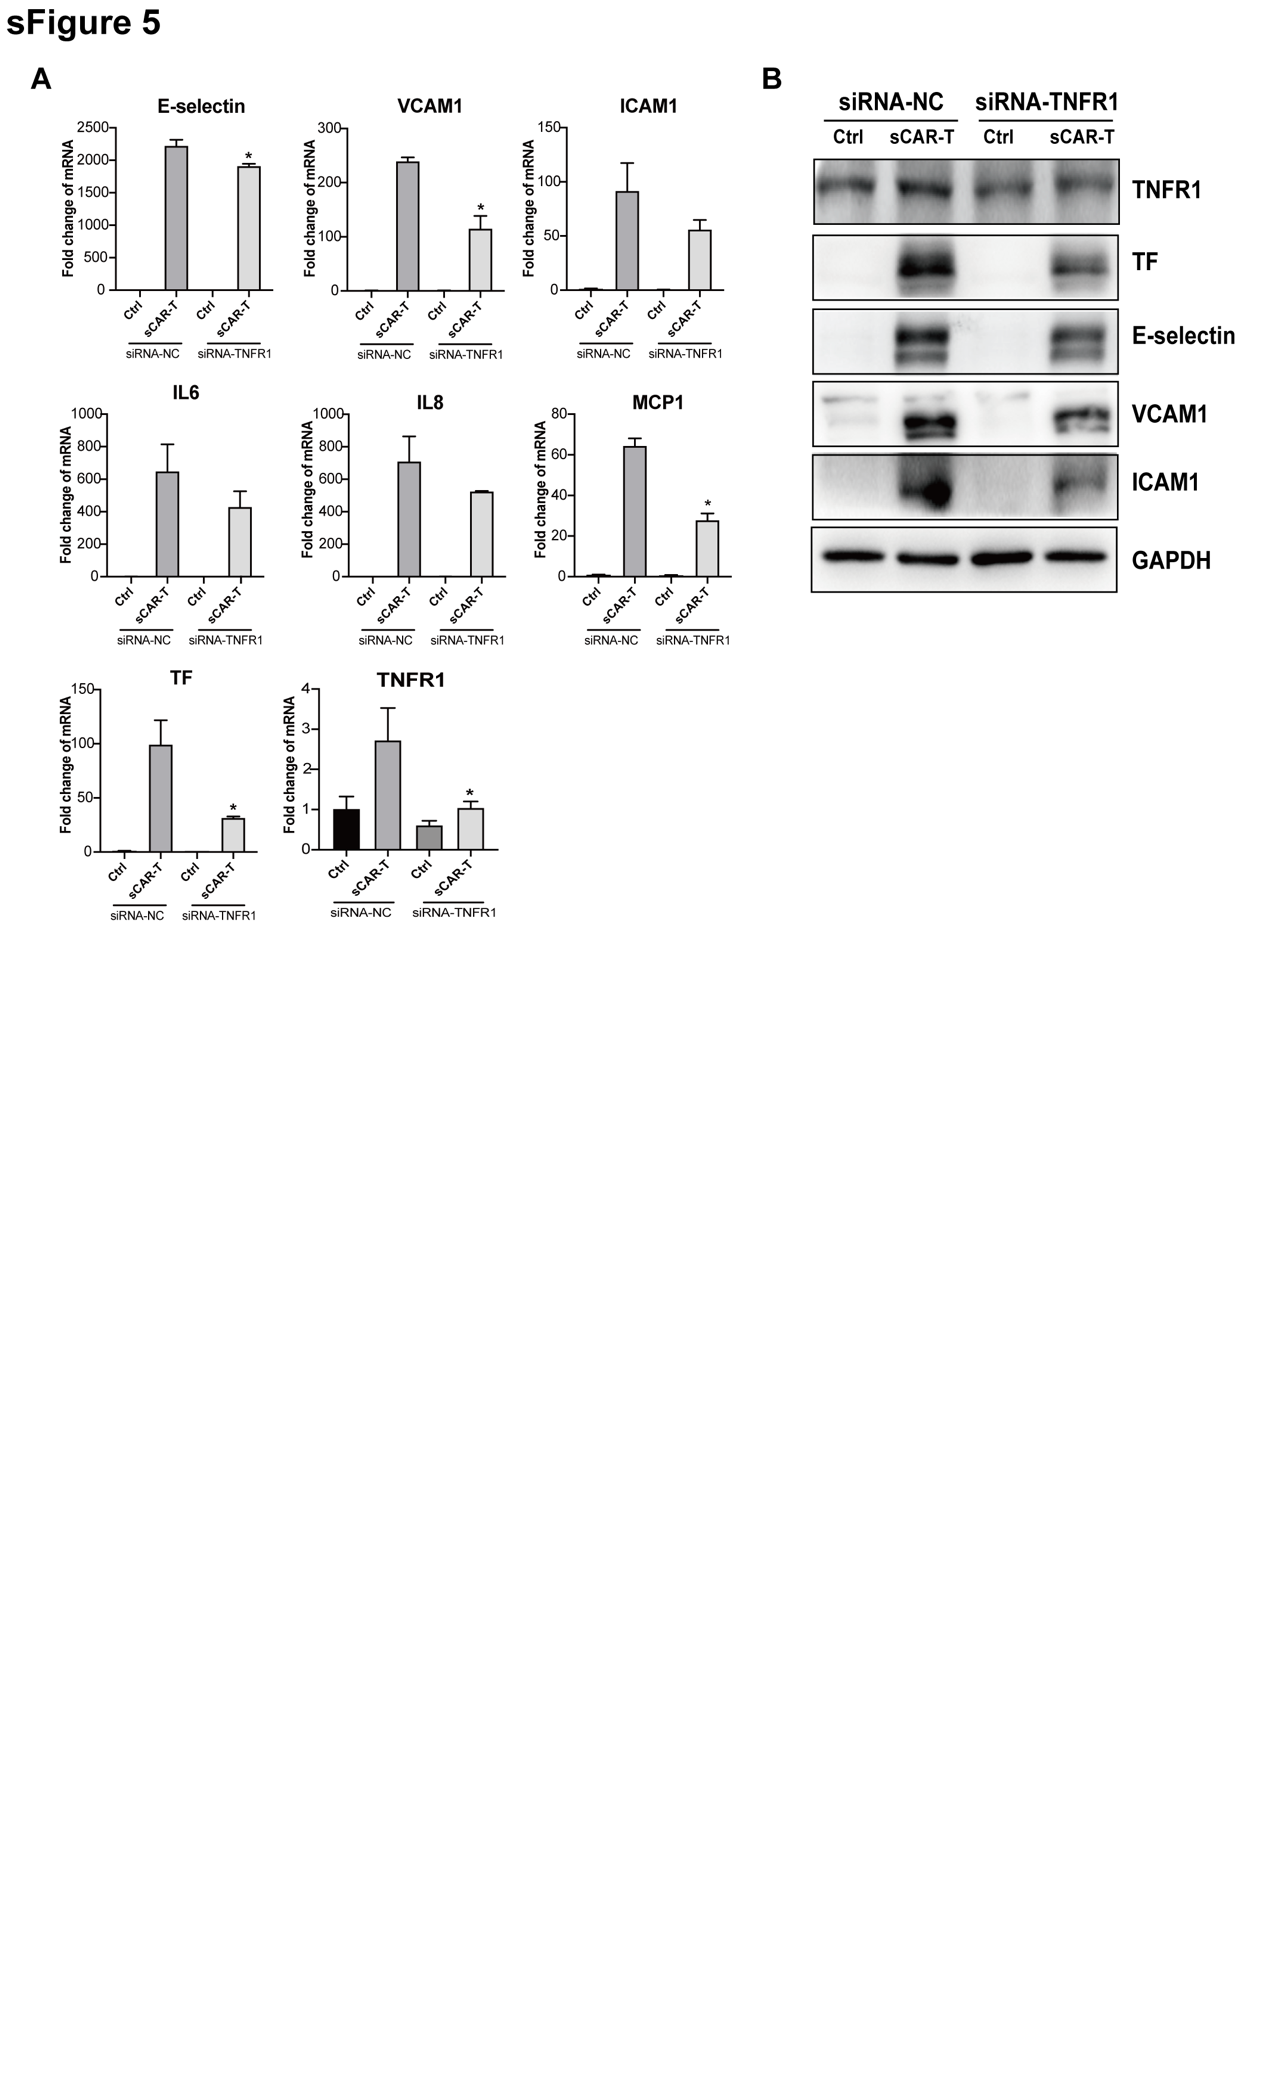 sFigure 5
A
E-selectin
Fold change of mRNA
2500
2000
1500
1000
500
0
*
Ctrl
sCAR-T
Ctrl
sCAR-T
siRNA-NC
siRNA-TNFR1
VCAM1
Fold change of mRNA
300
200
100
0
*
Ctrl
sCAR-T
Ctrl
sCAR-T
siRNA-NC
siRNA-TNFR1
ICAM1
Fold change of mRNA
150
100
50
0
Ctrl
sCAR-T
Ctrl
sCAR-T
siRNA-NC
siRNA-TNFR1
IL6
Fold change of mRNA
1000
800
600
400
200
0
Ctrl
sCAR-T
Ctrl
sCAR-T
siRNA-NC
siRNA-TNFR1
IL8
Fold change of mRNA
1000
800
600
400
200
0
Ctrl
sCAR-T
Ctrl
sCAR-T
siRNA-NC
siRNA-TNFR1
MCP1
Fold change of mRNA
80
60
40
20
0
*
Ctrl
sCAR-T
Ctrl
sCAR-T
siRNA-NC
siRNA-TNFR1
TF
Fold change of mRNA
150
100
50
0
*
Ctrl
sCAR-T
Ctrl
sCAR-T
siRNA-NC
siRNA-TNFR1
TNFR1
Fold change of mRNA
4
3
2
1
0
*
Ctrl
sCAR-T
Ctrl
sCAR-T
siRNA-NC
siRNA-TNFR1
B
siRNA-NC siRNA-TNFR1
Ctrl sCAR-T Ctrl sCAR-T
TNFR1
TF
E-selectin
VCAM1
ICAM1
GAPDH